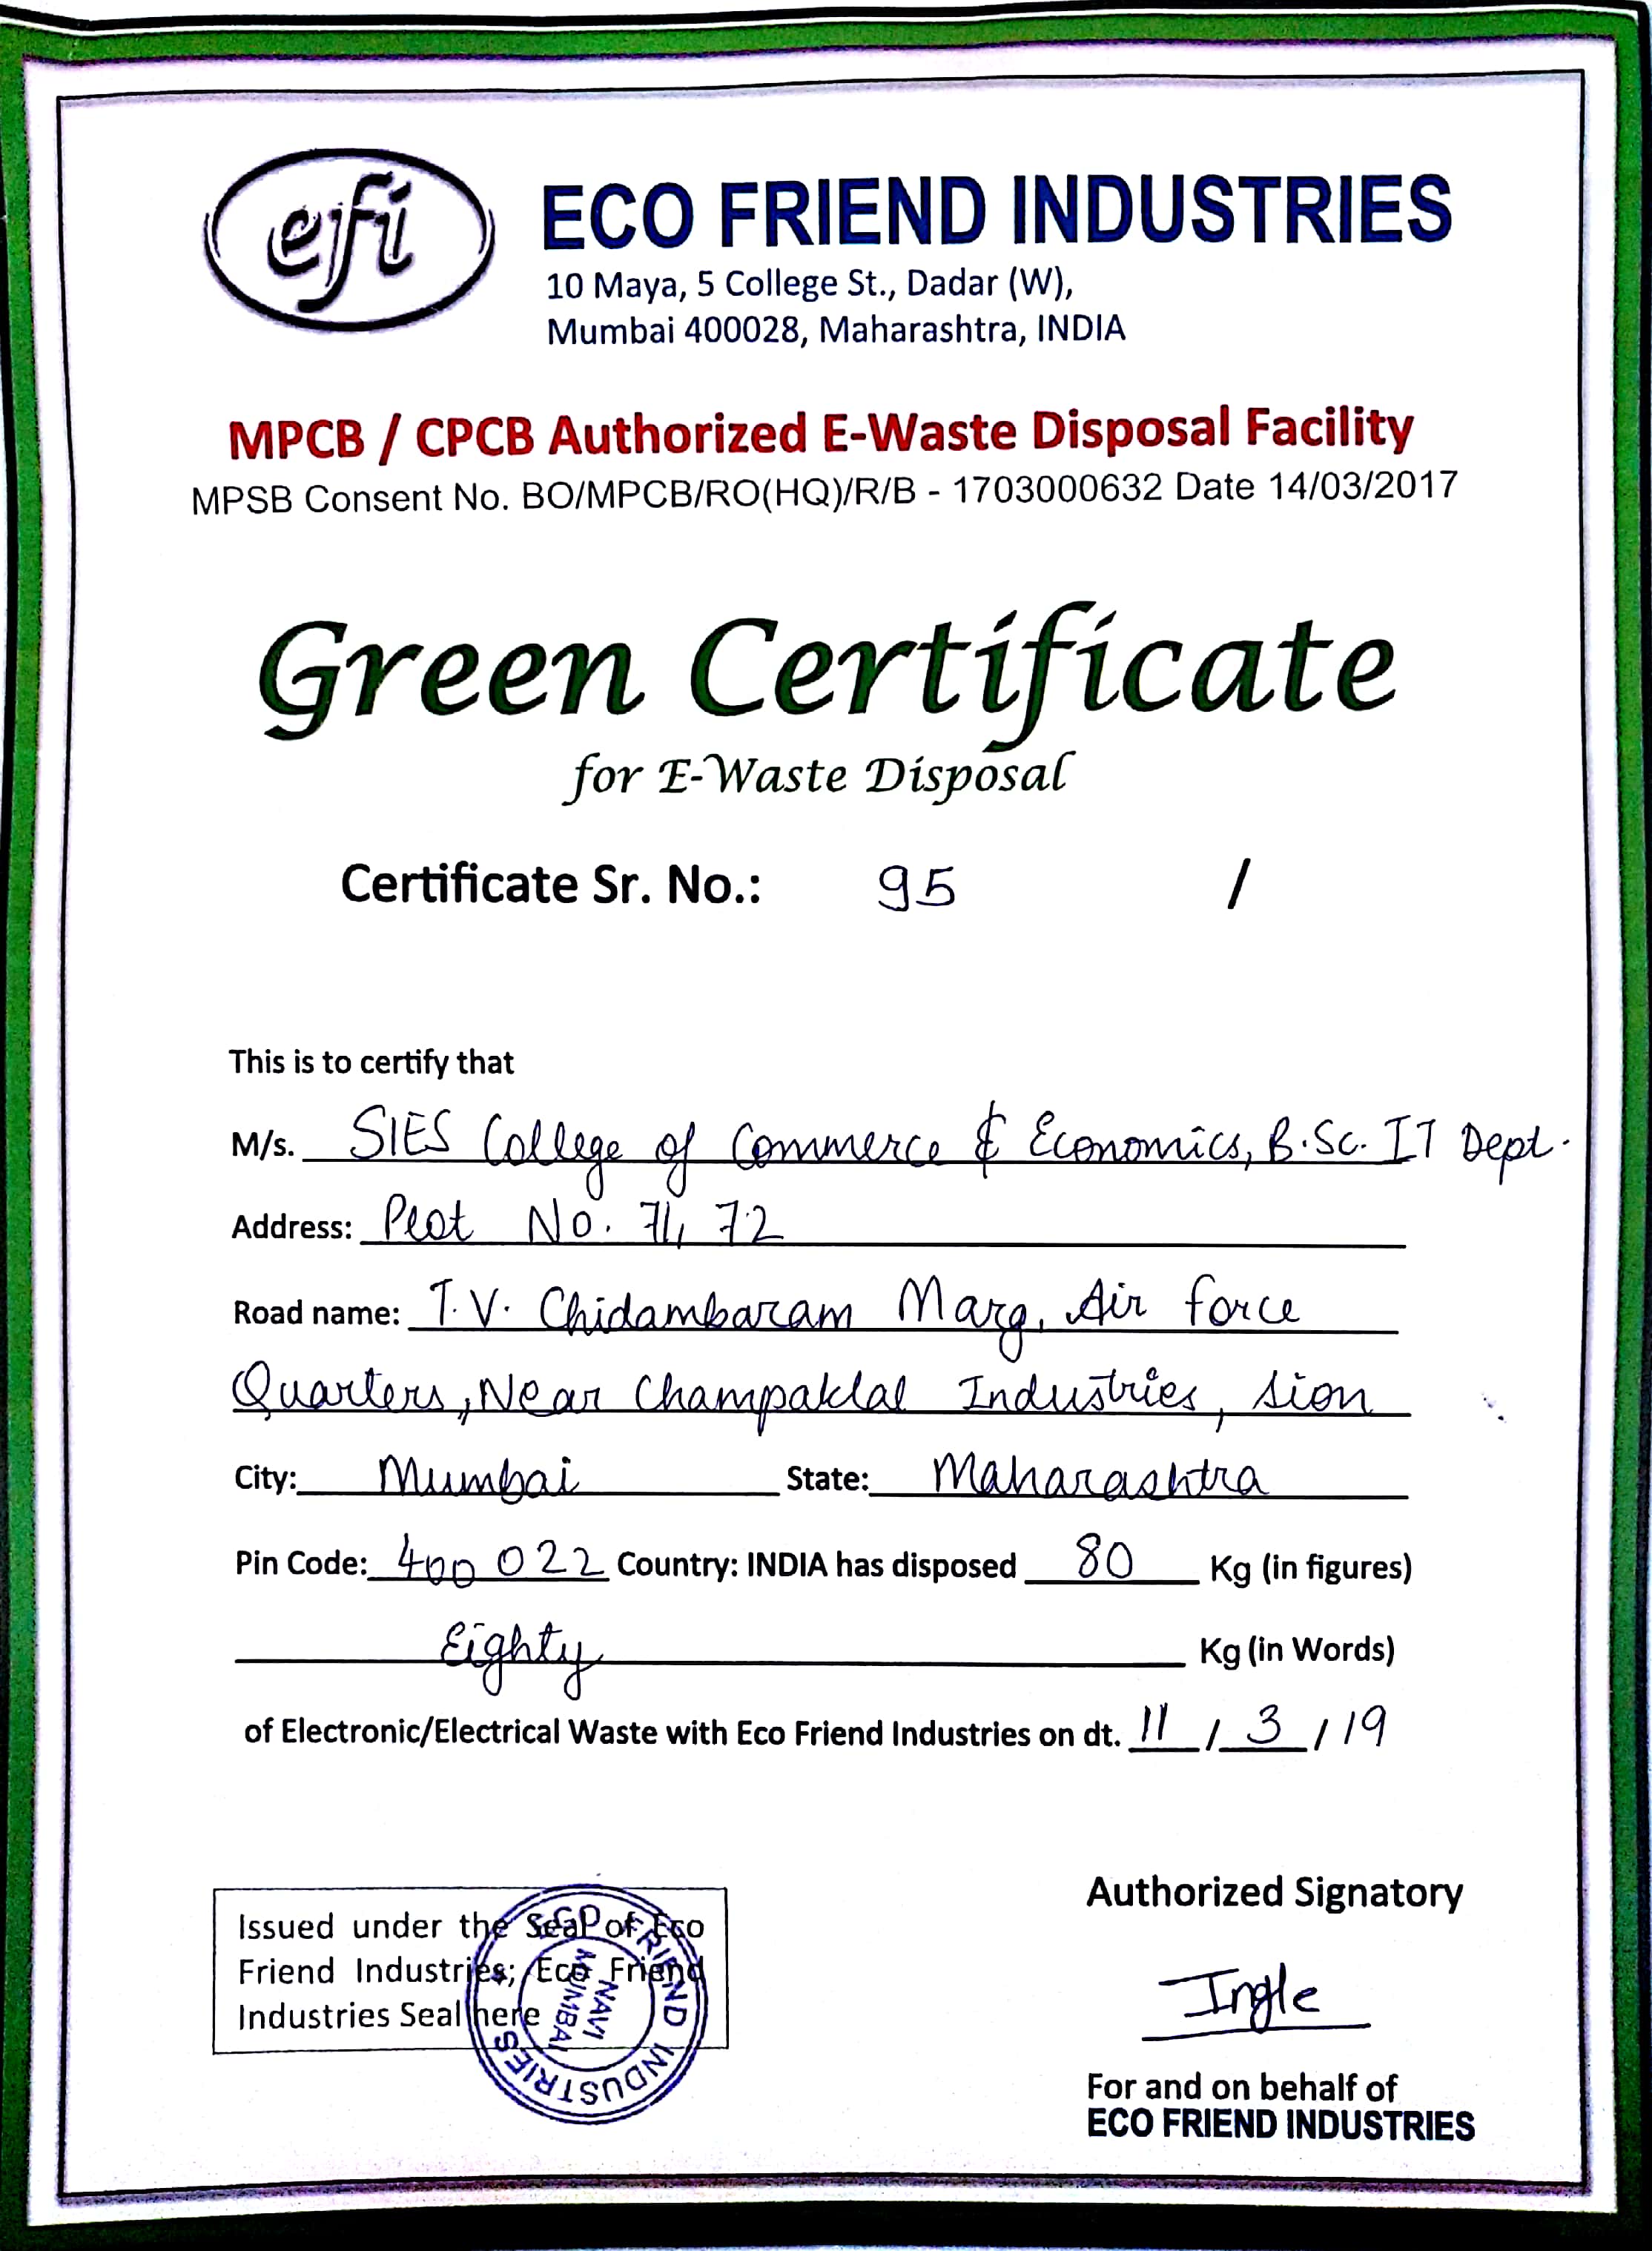 efi
ECO FRIEND INDUSTRIES
10 Maya, 5 College St., Dadar (W),
Mumbai 400028, Maharashtra, INDIA
MPCB / CPCB Authorized E-Waste Disposal Facility
MPSB Consent No. BO/MPCB/RO(HQ)/R/B - 1703000632 Date 14/03/2017
Green Certificate
for E-Waste Disposal
Certificate Sr. No.: 95 /
This is to certify that
M/s. SIES College of Commerce & Economics, B.Sc. IT Dept.
Address: Plot No. 71, 72
Road name: T.V. Chidambaram Marg, Air force
Quarters, Near Champaklal Industries, sion
City: Mumbai State: Maharashtra
Pin Code: 400 022 Country: INDIA has disposed 80 Kg (in figures)
Eighty Kg (in Words)
of Electronic/Electrical Waste with Eco Friend Industries on dt. 11 / 3 / 19
Issued under the Seal of Eco
Friend Industries; Eco Friend
Industries Seal here
ECO FRIEND INDUSTRIES
NAVI
MUMBAI
Authorized Signatory
Ingle
For and on behalf of
ECO FRIEND INDUSTRIES